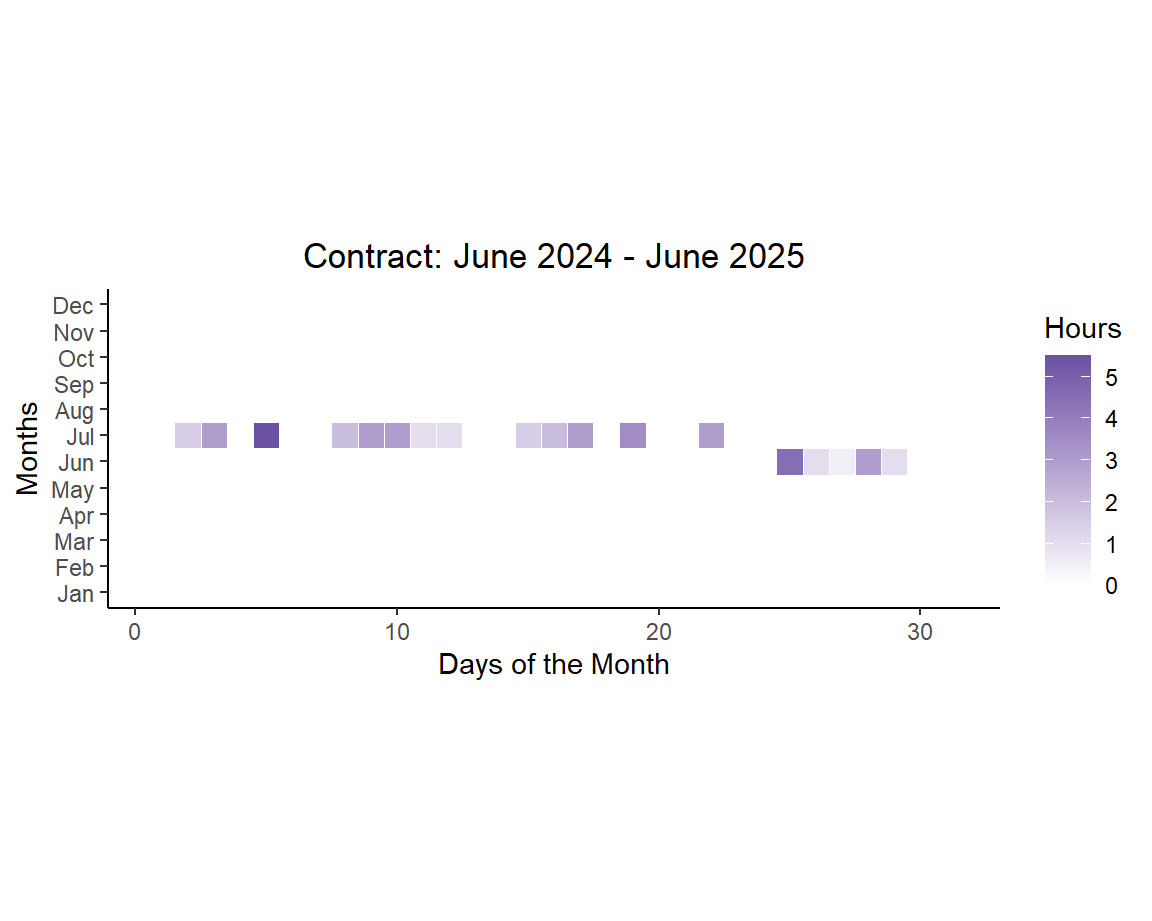 Contract: June 2024 - June 2025
Dec
Nov
Oct
Sep
Aug
Jul
Jun
May
Apr
Mar
Feb
Jan
Months
0 10 20 30
Days of the Month
Hours
5
4
3
2
1
0